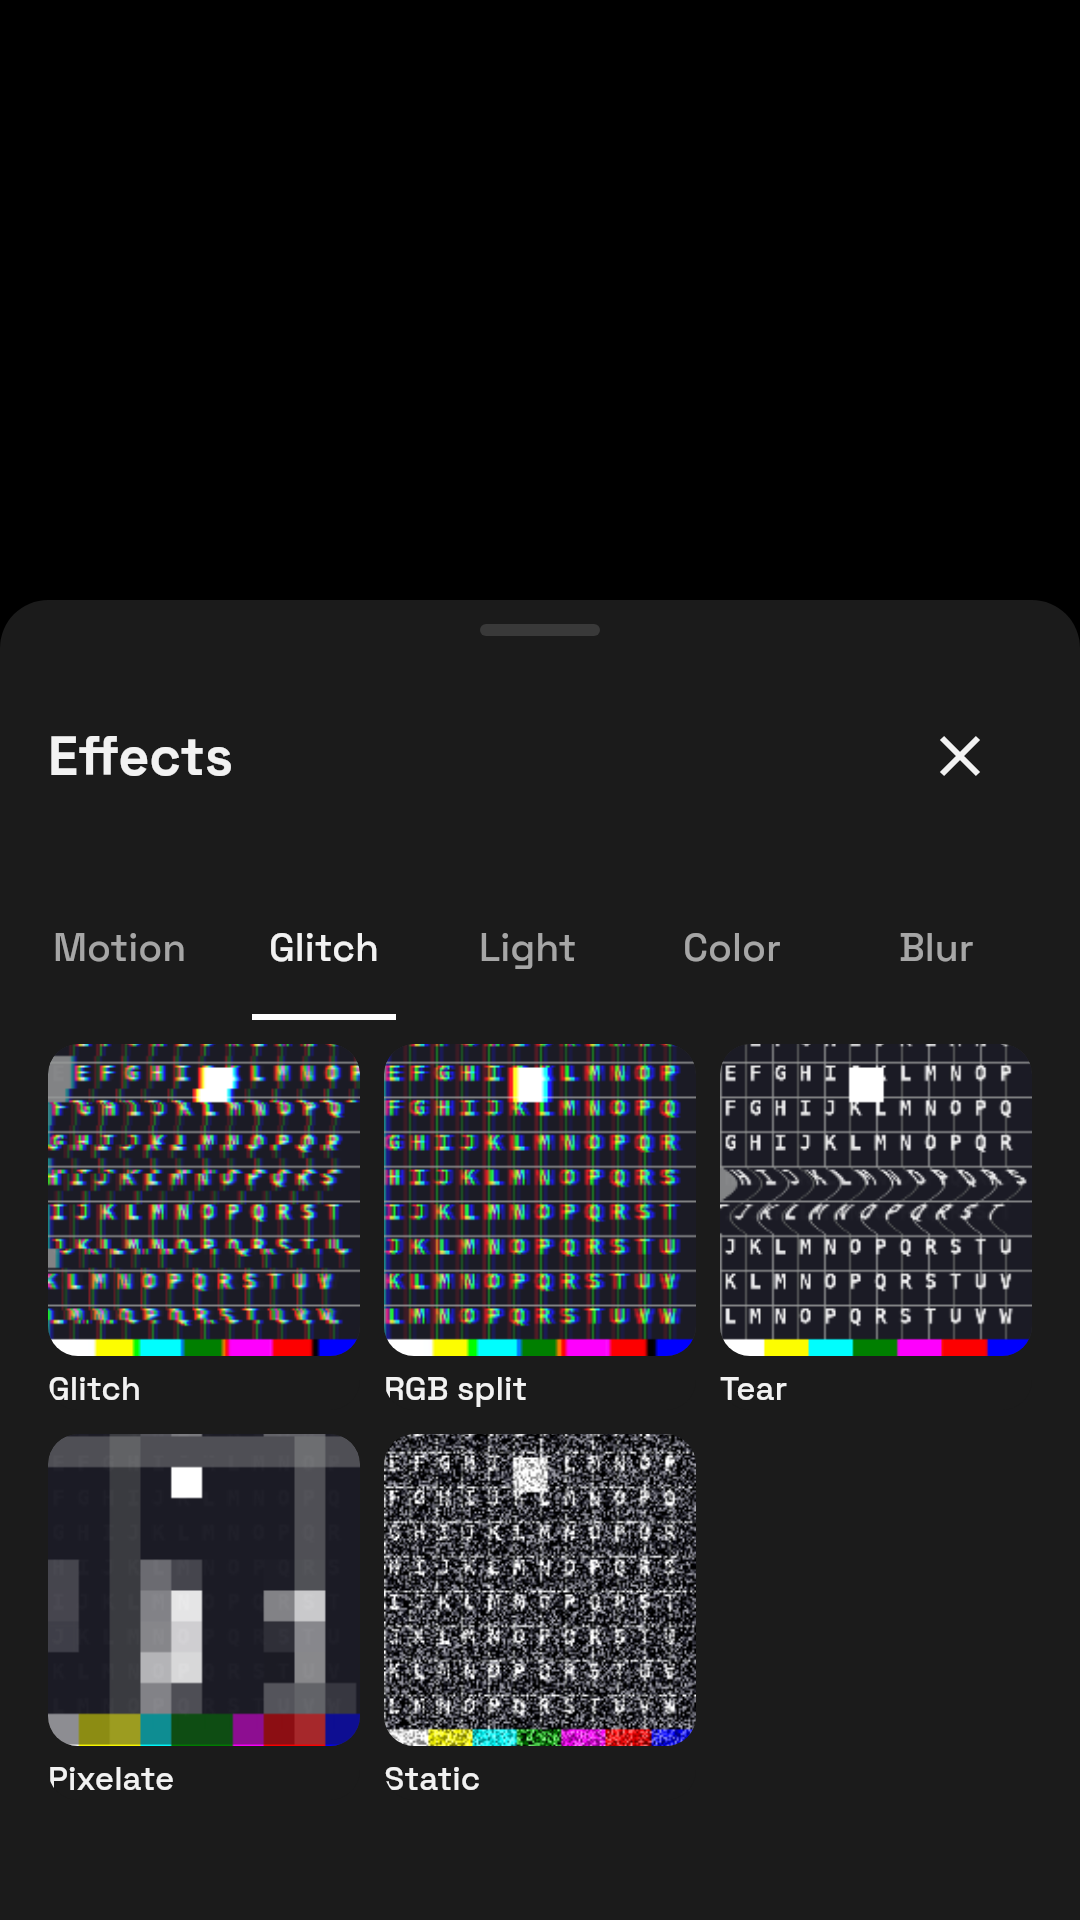 Effects
Motion Glitch Light Color Blur
E F G H I L M N O P
F G H I J K L M N O P Q
G H I J K L M N O P Q R
H I J K L M N O P Q R S
I J K L M N O P Q R S T
J K L M N O P Q R S T U
K L M N O P Q R S T U V
L M N O P Q R S T U V W
E F G H I L M N O P
F G H I J K L M N O P Q
G H I J K L M N O P Q R
H I J K L M N O P Q R S
I J K L M N O P Q R S T
J K L M N O P Q R S T U
K L M N O P Q R S T U V
L M N O P Q R S T U V W
E F G H I K L M N O P
F G H I J K L M N O P Q
G H I J K L M N O P Q R
H I J K L M N O P Q R S
I J K L M N O P Q R S T
J K L M N O P Q R S T U
K L M N O P Q R S T U V
L M N O P Q R S T U V W
Glitch
RGB split
Tear
Pixelate
Static